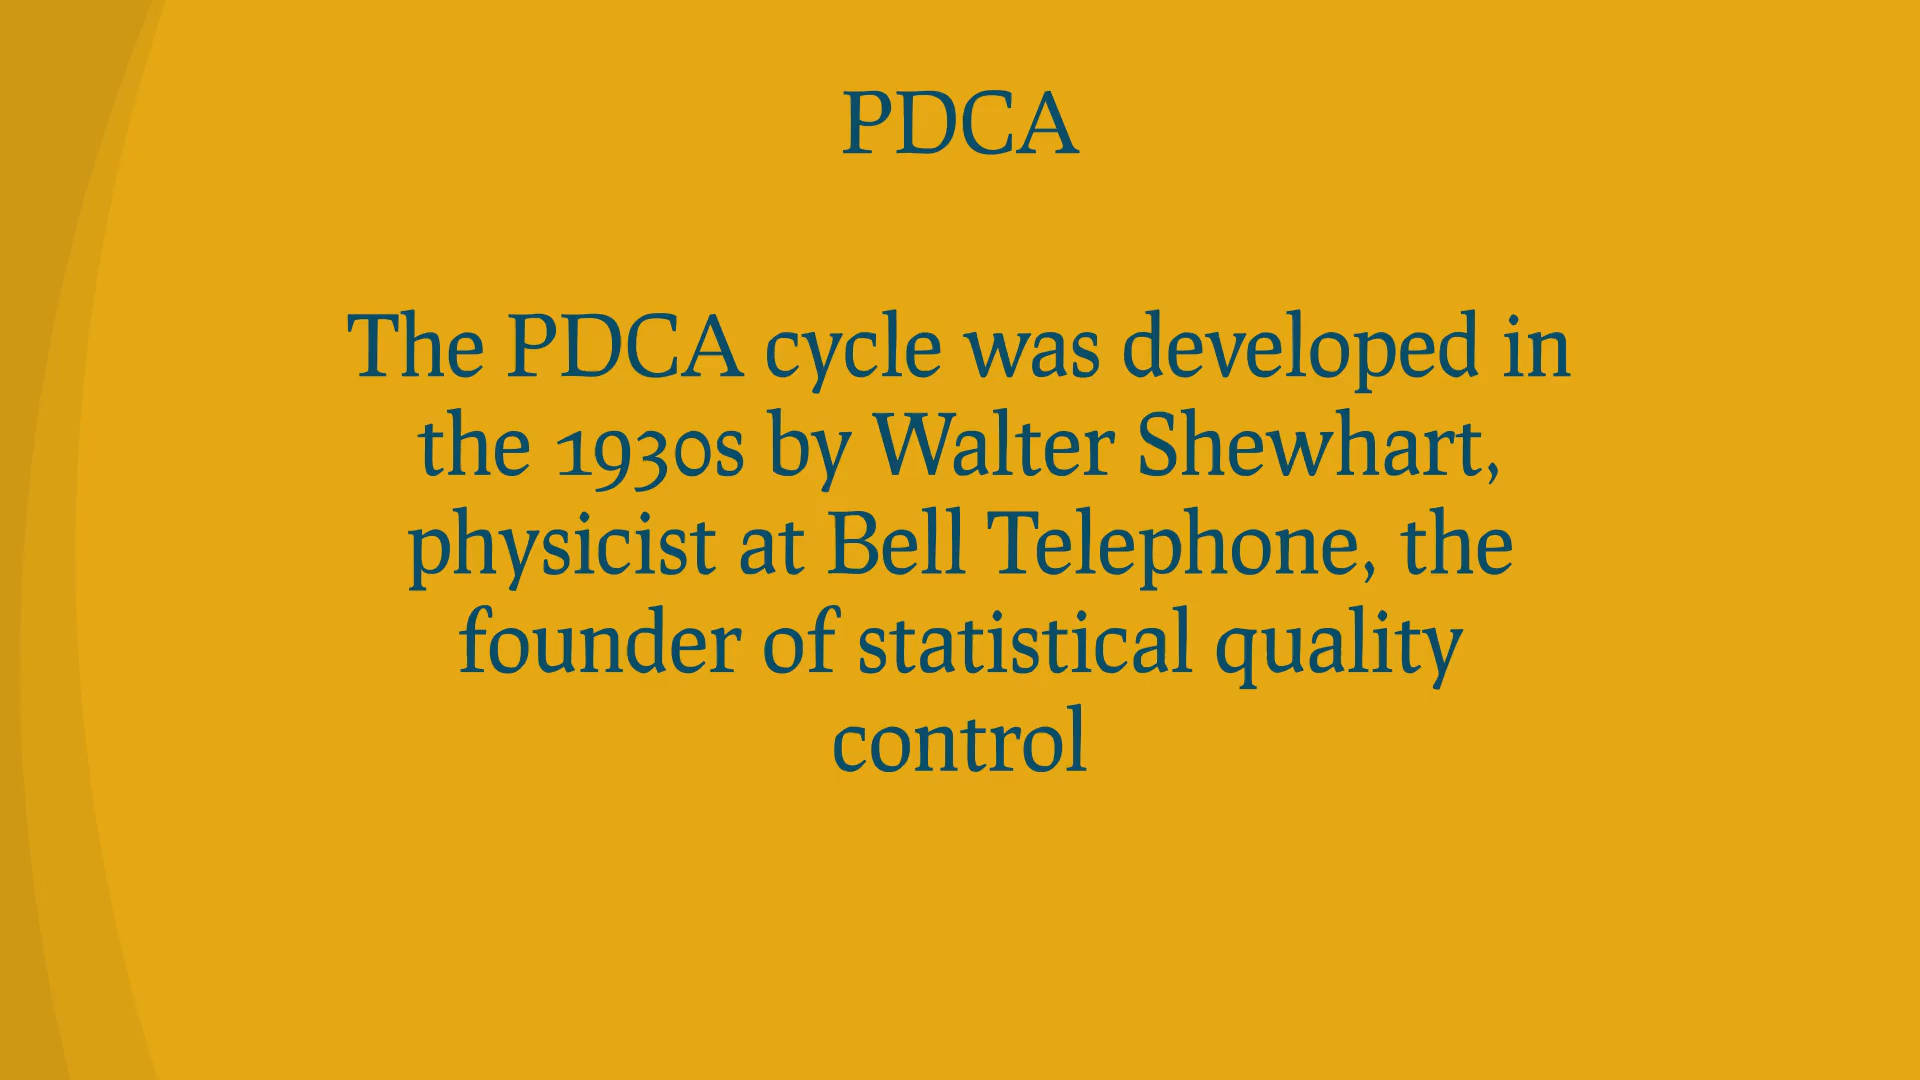 PDCA
The PDCA cycle was developed in
the 1930s by Walter Shewhart,
physicist at Bell Telephone, the
founder of statistical quality
control